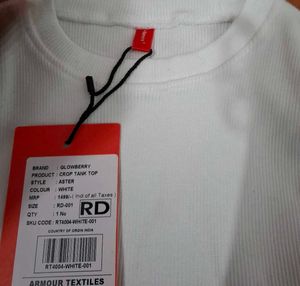 BRAND : GLOWBERRY
PRODUCT : CROP TANK TOP
STYLE : ASTER
COLOUR : WHITE
MRP : 1499/-( Incl of all Taxes )
SIZE : RD-001
QTY : 1 No
RD
SKU CODE : RT4004-WHITE-001
COUNTRY OF ORIGIN INDIA
RT4004-WHITE-001
ARMOUR TEXTILES